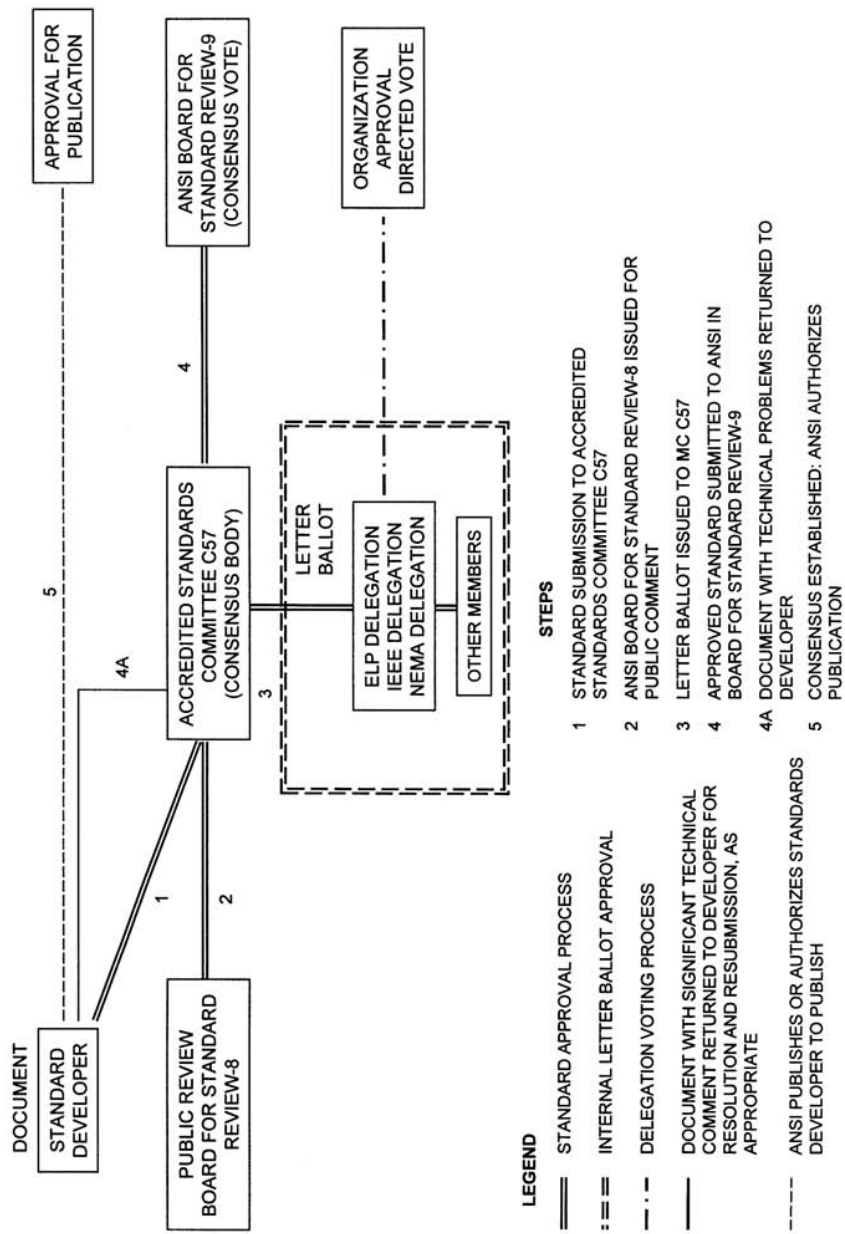 DOCUMENT
STANDARD
DEVELOPER
APPROVAL FOR
PUBLICATION
5
4A
1
PUBLIC REVIEW
BOARD FOR STANDARD
REVIEW-8
2
ACCREDITED STANDARDS
COMMITTEE C57
(CONSENSUS BODY)
4
ANSI BOARD FOR
STANDARD REVIEW-9
(CONSENSUS VOTE)
3
LETTER
BALLOT
ELP DELEGATION
IEEE DELEGATION
NEMA DELEGATION
OTHER MEMBERS
ORGANIZATION
APPROVAL
DIRECTED VOTE
LEGEND
STANDARD APPROVAL PROCESS
INTERNAL LETTER BALLOT APPROVAL
DELEGATION VOTING PROCESS
DOCUMENT WITH SIGNIFICANT TECHNICAL
COMMENT RETURNED TO DEVELOPER FOR
RESOLUTION AND RESUBMISSION, AS
APPROPRIATE
ANSI PUBLISHES OR AUTHORIZES STANDARDS
DEVELOPER TO PUBLISH
STEPS
1 STANDARD SUBMISSION TO ACCREDITED
STANDARDS COMMITTEE C57
2 ANSI BOARD FOR STANDARD REVIEW-8 ISSUED FOR
PUBLIC COMMENT
3 LETTER BALLOT ISSUED TO MC C57
4 APPROVED STANDARD SUBMITTED TO ANSI IN
BOARD FOR STANDARD REVIEW-9
4A DOCUMENT WITH TECHNICAL PROBLEMS RETURNED TO
DEVELOPER
5 CONSENSUS ESTABLISHED: ANSI AUTHORIZES
PUBLICATION